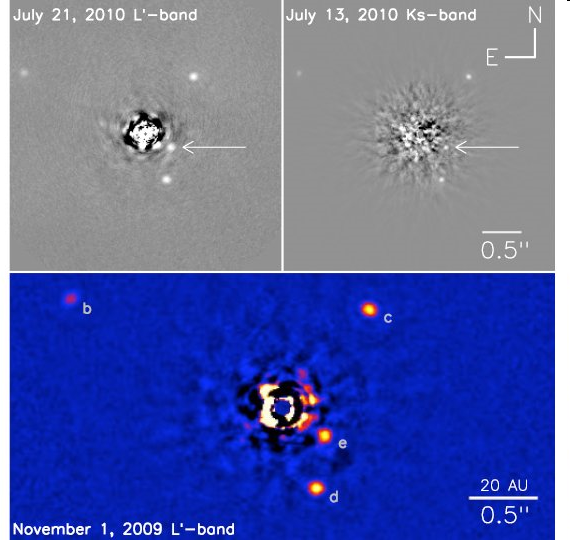 July 21, 2010 L'-band
July 13, 2010 Ks-band
N
E
0.5"
b
c
e
d
20 AU
0.5"
November 1, 2009 L'-band